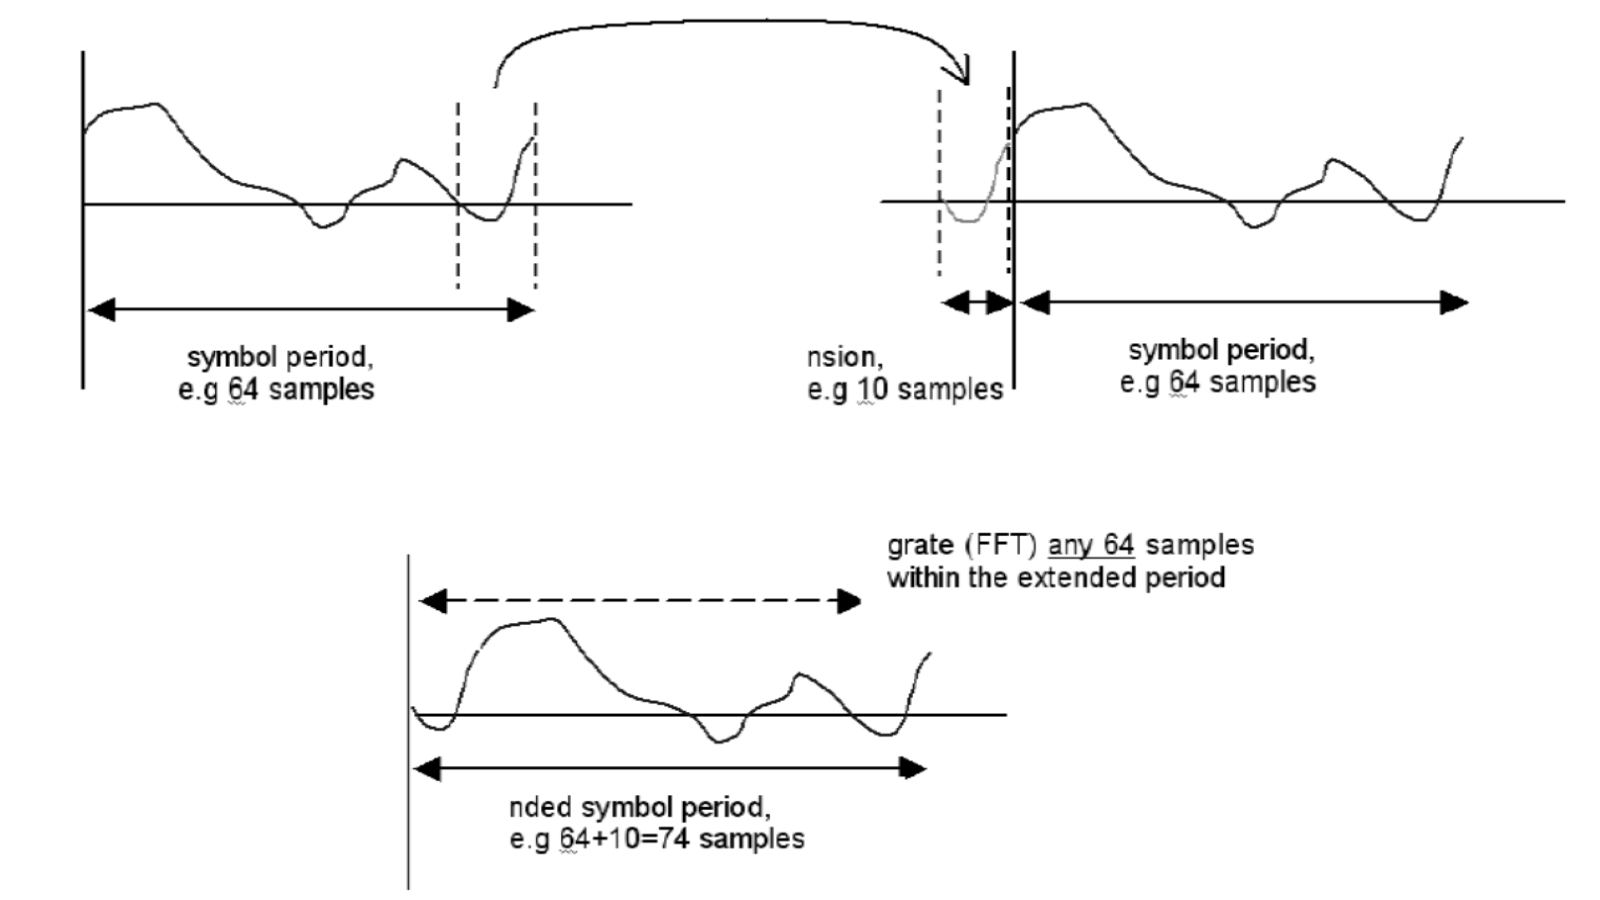 symbol period,
e.g 64 samples
nsion,
e.g 10 samples
symbol period,
e.g 64 samples
grate (FFT) any 64 samples
within the extended period
nded symbol period,
e.g 64+10=74 samples